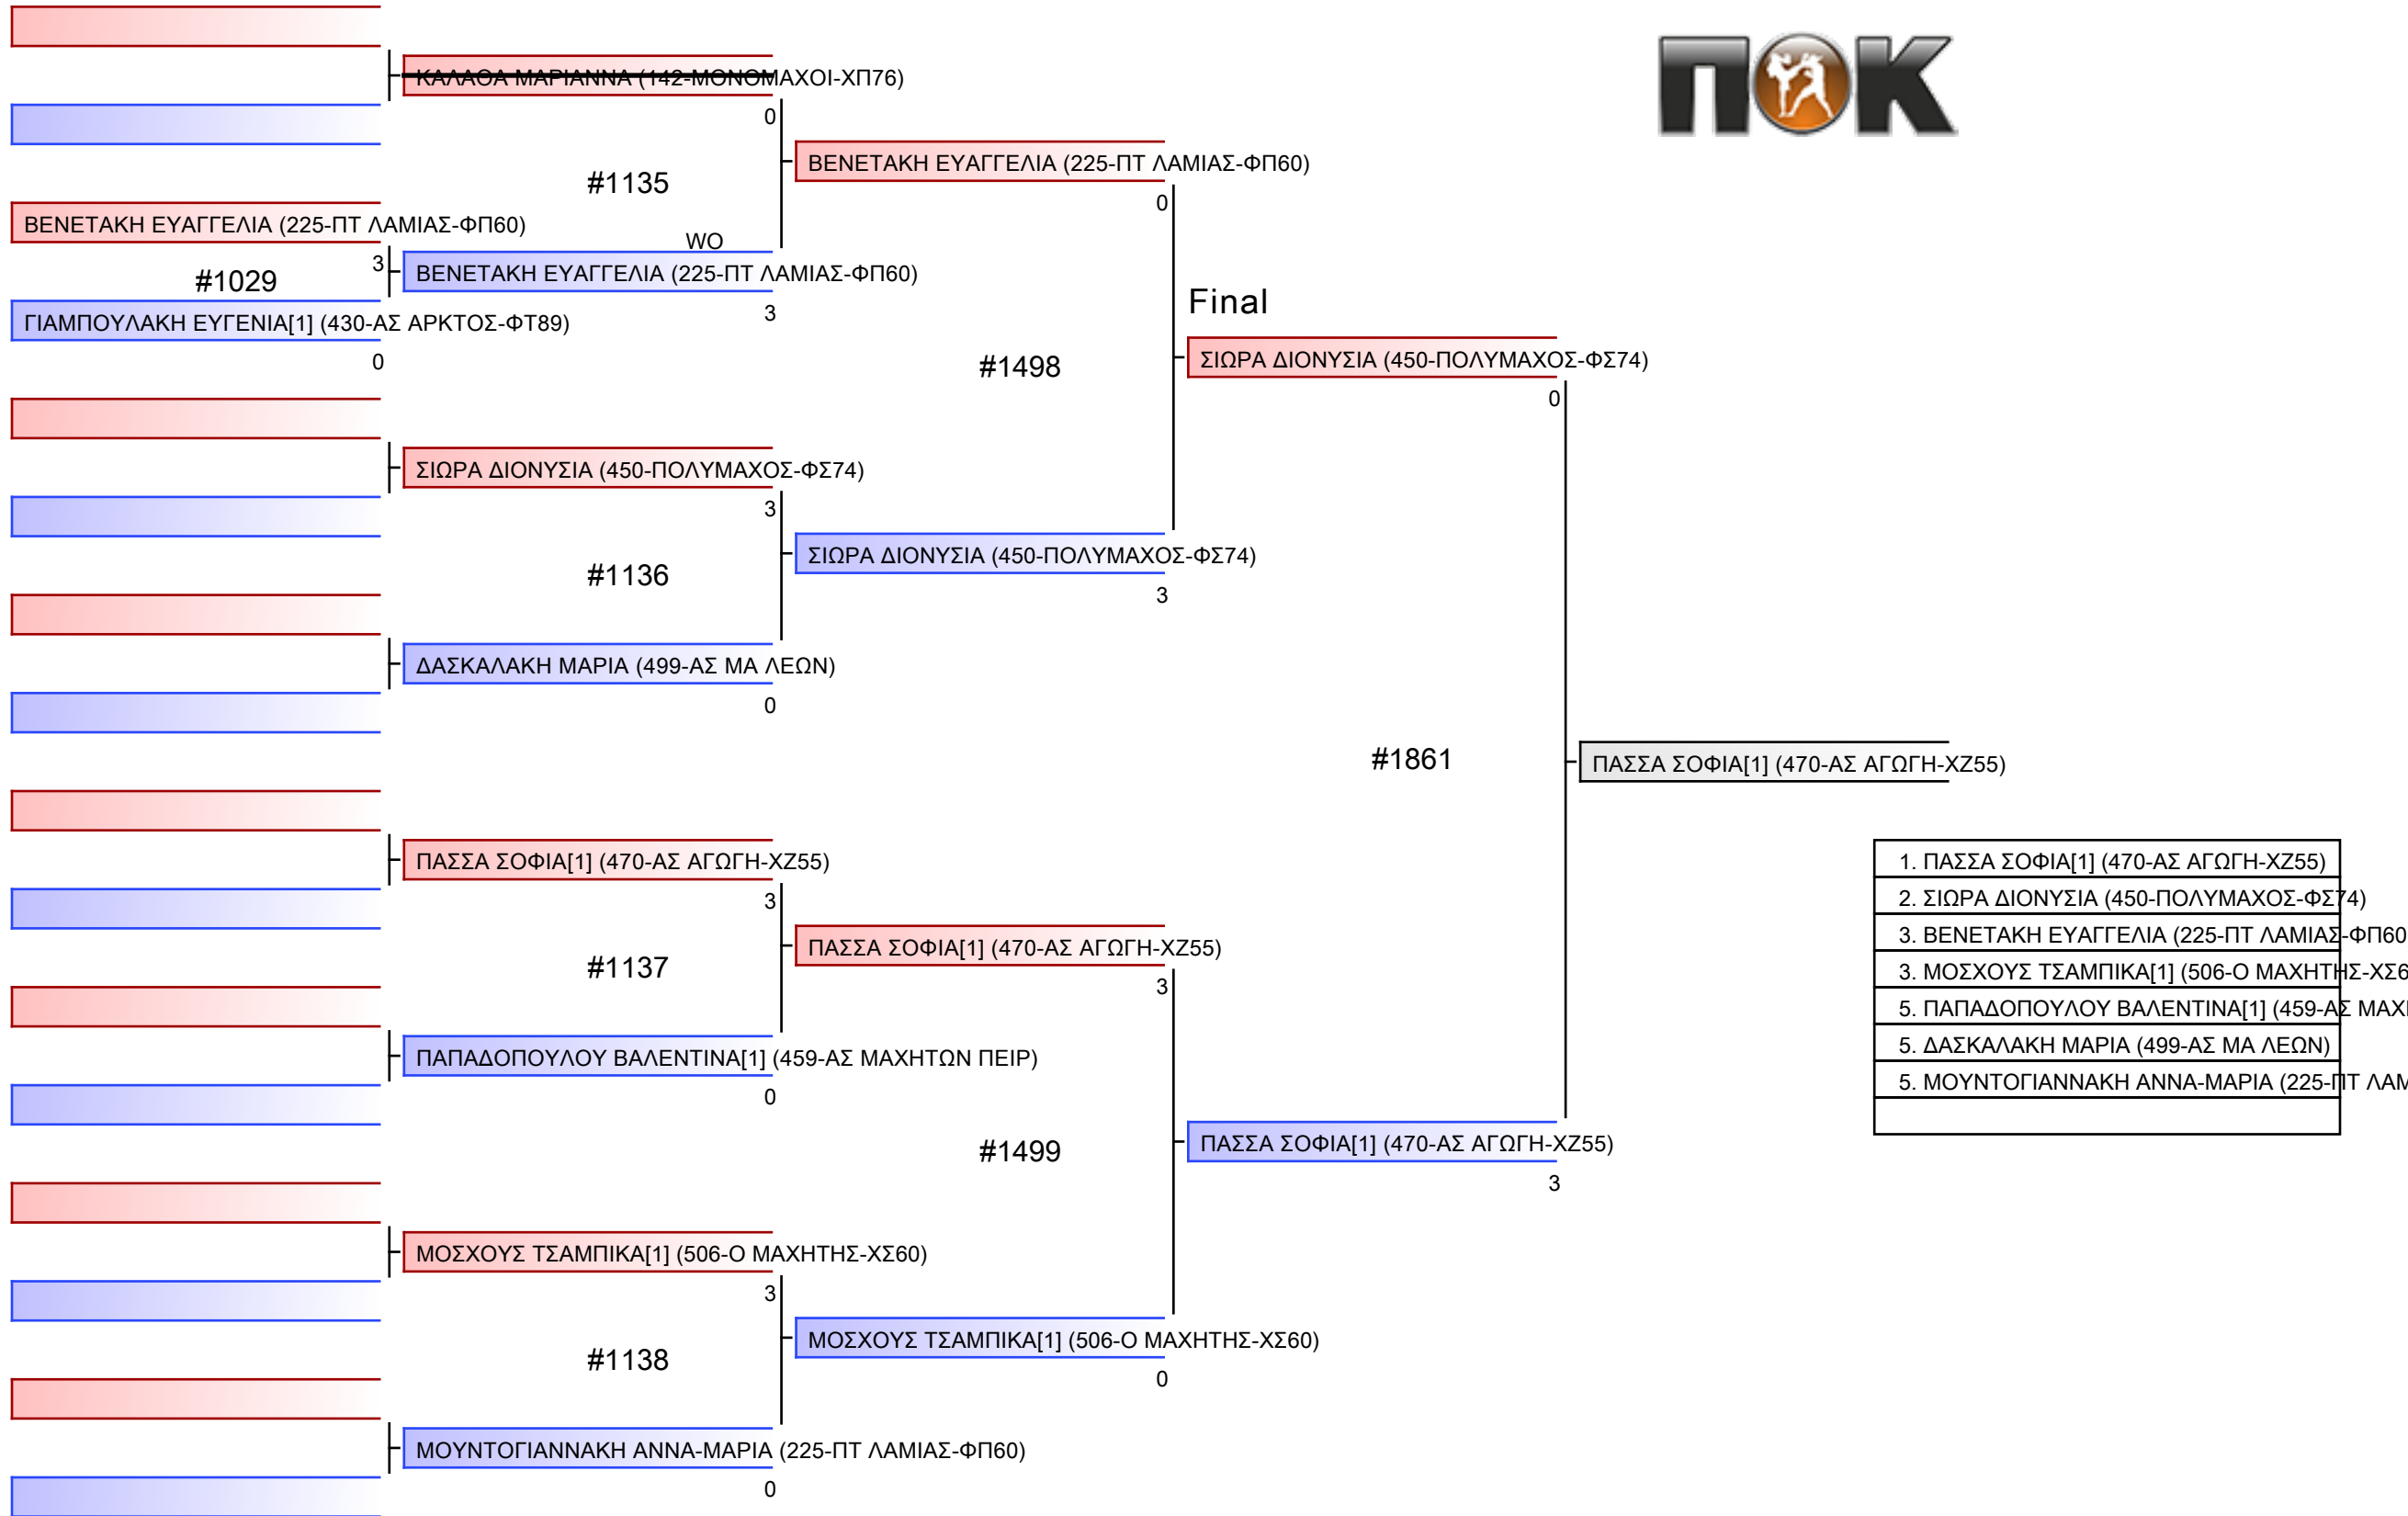 ΠΟΚ
ΚΑΛΑΘΑ ΜΑΡΙΑΝΝΑ (142-ΜΟΝΟΜΑΧΟΙ-ΧΠ76)
0
ΒΕΝΕΤΑΚΗ ΕΥΑΓΓΕΛΙΑ (225-ΠΤ ΛΑΜΙΑΣ-ΦΠ60)
#1135
0
ΒΕΝΕΤΑΚΗ ΕΥΑΓΓΕΛΙΑ (225-ΠΤ ΛΑΜΙΑΣ-ΦΠ60)
WO
3
#1029
ΒΕΝΕΤΑΚΗ ΕΥΑΓΓΕΛΙΑ (225-ΠΤ ΛΑΜΙΑΣ-ΦΠ60)
3
ΓΙΑΜΠΟΥΛΑΚΗ ΕΥΓΕΝΙΑ[1] (430-ΑΣ ΑΡΚΤΟΣ-ΦΤ89)
0
Final
#1498
ΣΙΩΡΑ ΔΙΟΝΥΣΙΑ (450-ΠΟΛΥΜΑΧΟΣ-ΦΣ74)
0
ΣΙΩΡΑ ΔΙΟΝΥΣΙΑ (450-ΠΟΛΥΜΑΧΟΣ-ΦΣ74)
3
ΣΙΩΡΑ ΔΙΟΝΥΣΙΑ (450-ΠΟΛΥΜΑΧΟΣ-ΦΣ74)
#1136
3
ΔΑΣΚΑΛΑΚΗ ΜΑΡΙΑ (499-ΑΣ ΜΑ ΛΕΩΝ)
0
#1861
ΠΑΣΣΑ ΣΟΦΙΑ[1] (470-ΑΣ ΑΓΩΓΗ-ΧΖ55)
ΠΑΣΣΑ ΣΟΦΙΑ[1] (470-ΑΣ ΑΓΩΓΗ-ΧΖ55)
3
ΠΑΣΣΑ ΣΟΦΙΑ[1] (470-ΑΣ ΑΓΩΓΗ-ΧΖ55)
#1137
3
ΠΑΠΑΔΟΠΟΥΛΟΥ ΒΑΛΕΝΤΙΝΑ[1] (459-ΑΣ ΜΑΧΗΤΩΝ ΠΕΙΡ)
0
#1499
ΠΑΣΣΑ ΣΟΦΙΑ[1] (470-ΑΣ ΑΓΩΓΗ-ΧΖ55)
3
ΜΟΣΧΟΥΣ ΤΣΑΜΠΙΚΑ[1] (506-Ο ΜΑΧΗΤΗΣ-ΧΣ60)
3
ΜΟΣΧΟΥΣ ΤΣΑΜΠΙΚΑ[1] (506-Ο ΜΑΧΗΤΗΣ-ΧΣ60)
#1138
0
ΜΟΥΝΤΟΓΙΑΝΝΑΚΗ ΑΝΝΑ-ΜΑΡΙΑ (225-ΠΤ ΛΑΜΙΑΣ-ΦΠ60)
0
1. ΠΑΣΣΑ ΣΟΦΙΑ[1] (470-ΑΣ ΑΓΩΓΗ-ΧΖ55)
2. ΣΙΩΡΑ ΔΙΟΝΥΣΙΑ (450-ΠΟΛΥΜΑΧΟΣ-ΦΣ74)
3. ΒΕΝΕΤΑΚΗ ΕΥΑΓΓΕΛΙΑ (225-ΠΤ ΛΑΜΙΑΣ-ΦΠ60
3. ΜΟΣΧΟΥΣ ΤΣΑΜΠΙΚΑ[1] (506-Ο ΜΑΧΗΤΗΣ-ΧΣ6
5. ΠΑΠΑΔΟΠΟΥΛΟΥ ΒΑΛΕΝΤΙΝΑ[1] (459-ΑΣ ΜΑΧ
5. ΔΑΣΚΑΛΑΚΗ ΜΑΡΙΑ (499-ΑΣ ΜΑ ΛΕΩΝ)
5. ΜΟΥΝΤΟΓΙΑΝΝΑΚΗ ΑΝΝΑ-ΜΑΡΙΑ (225-ΠΤ ΛΑΜ